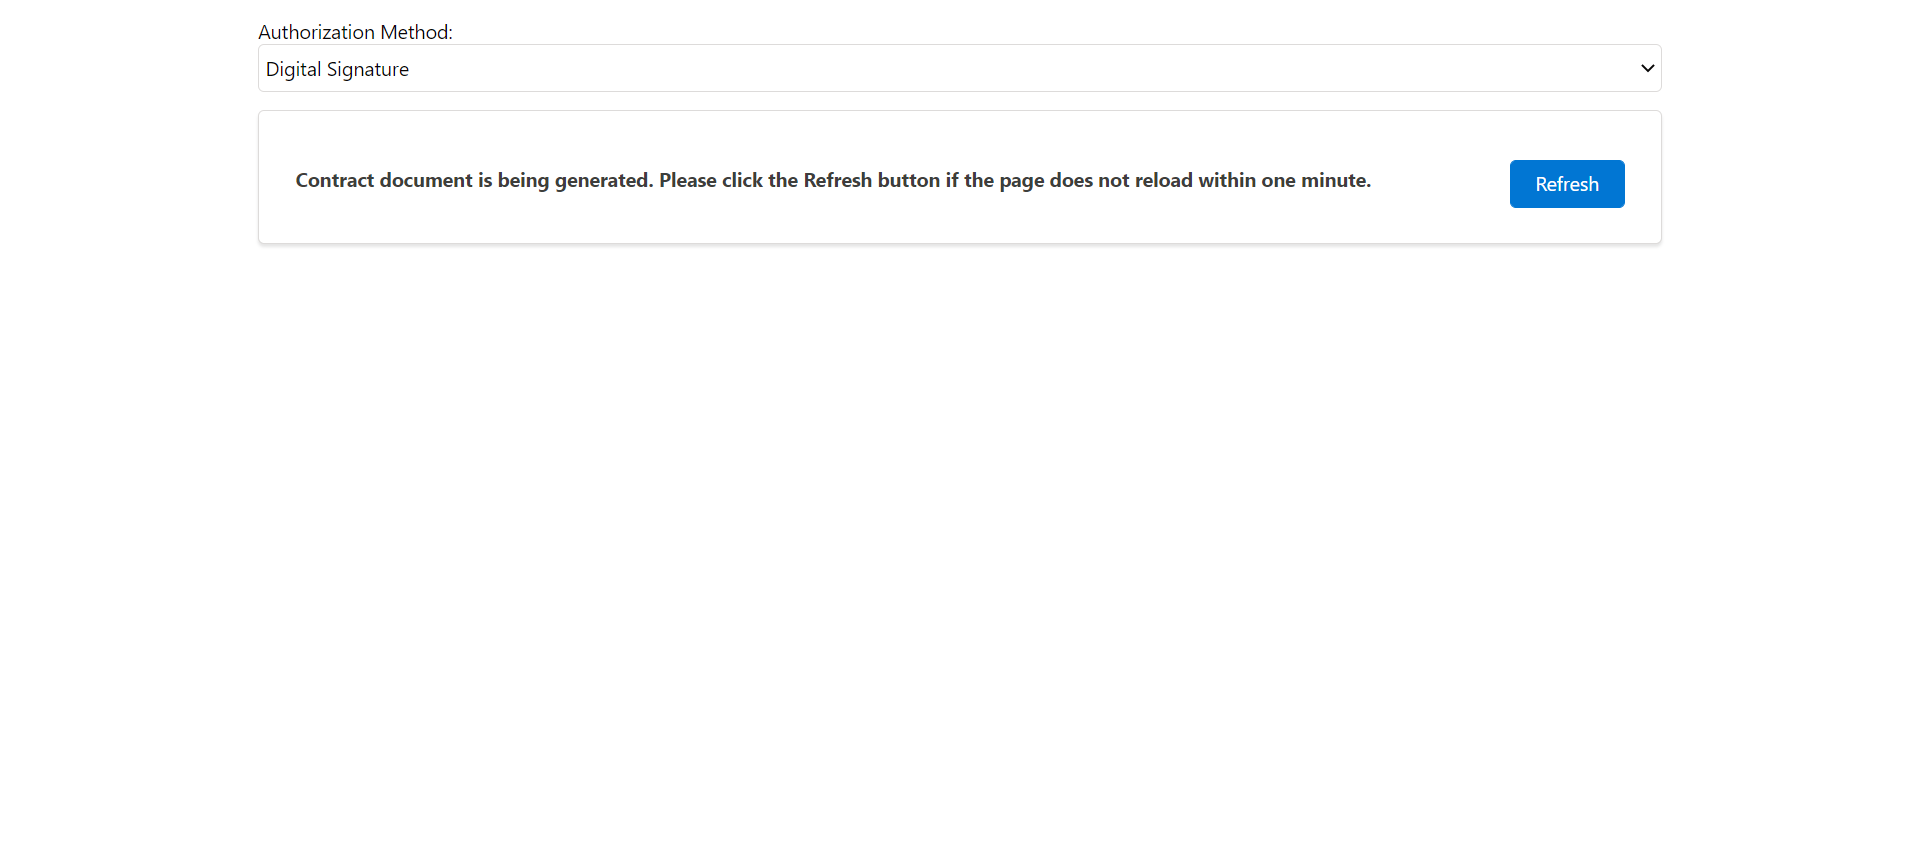 Authorization Method:
Digital Signature
Contract document is being generated. Please click the Refresh button if the page does not reload within one minute.
Refresh